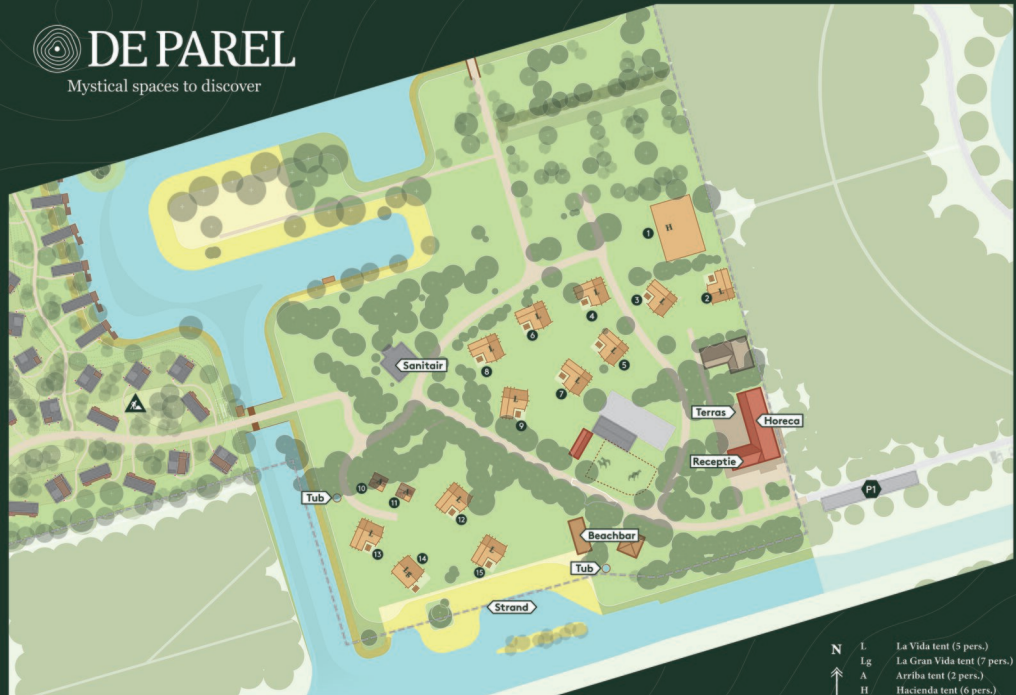 DE PAREL
Mystical spaces to discover
H
1
L
2
L
3
L
4
L
6
L
5
L
8
L
7
L
9
Sanitair
Terras
Horeca
Receptie
P1
A
10
A
11
Tub
L
12
L
13
Lg
14
L
15
Beachbar
Tub
Strand
N
L La Vida tent (5 pers.)
Lg La Gran Vida tent (7 pers.)
A Arriba tent (2 pers.)
H Hacienda tent (6 pers.)